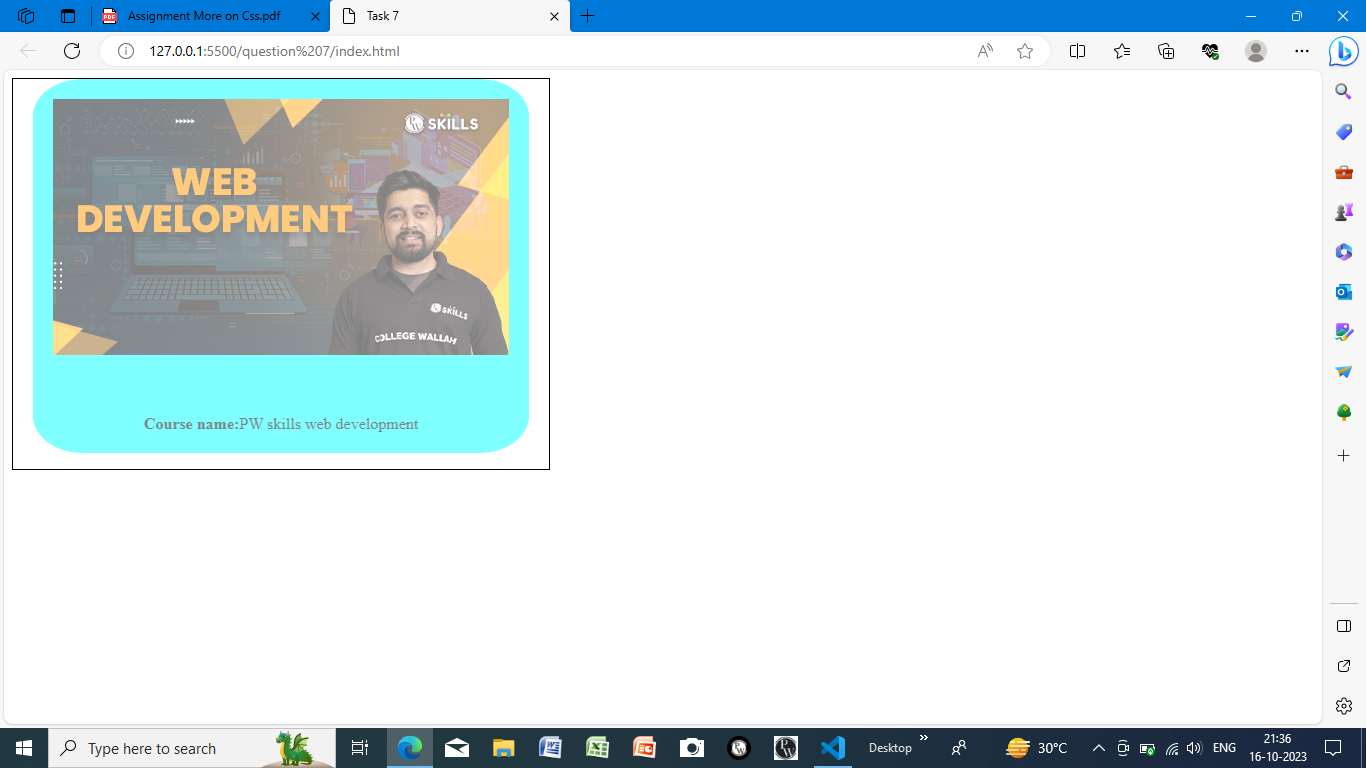 Assignment More on Css.pdf
Task 7
127.0.0.1:5500/question%207/index.html
PW SKILLS
WEB
DEVELOPMENT
SKILLS
COLLEGE WALLAH
Course name:PW skills web development
Type here to search
Desktop
30°C
ENG
21:36
16-10-2023